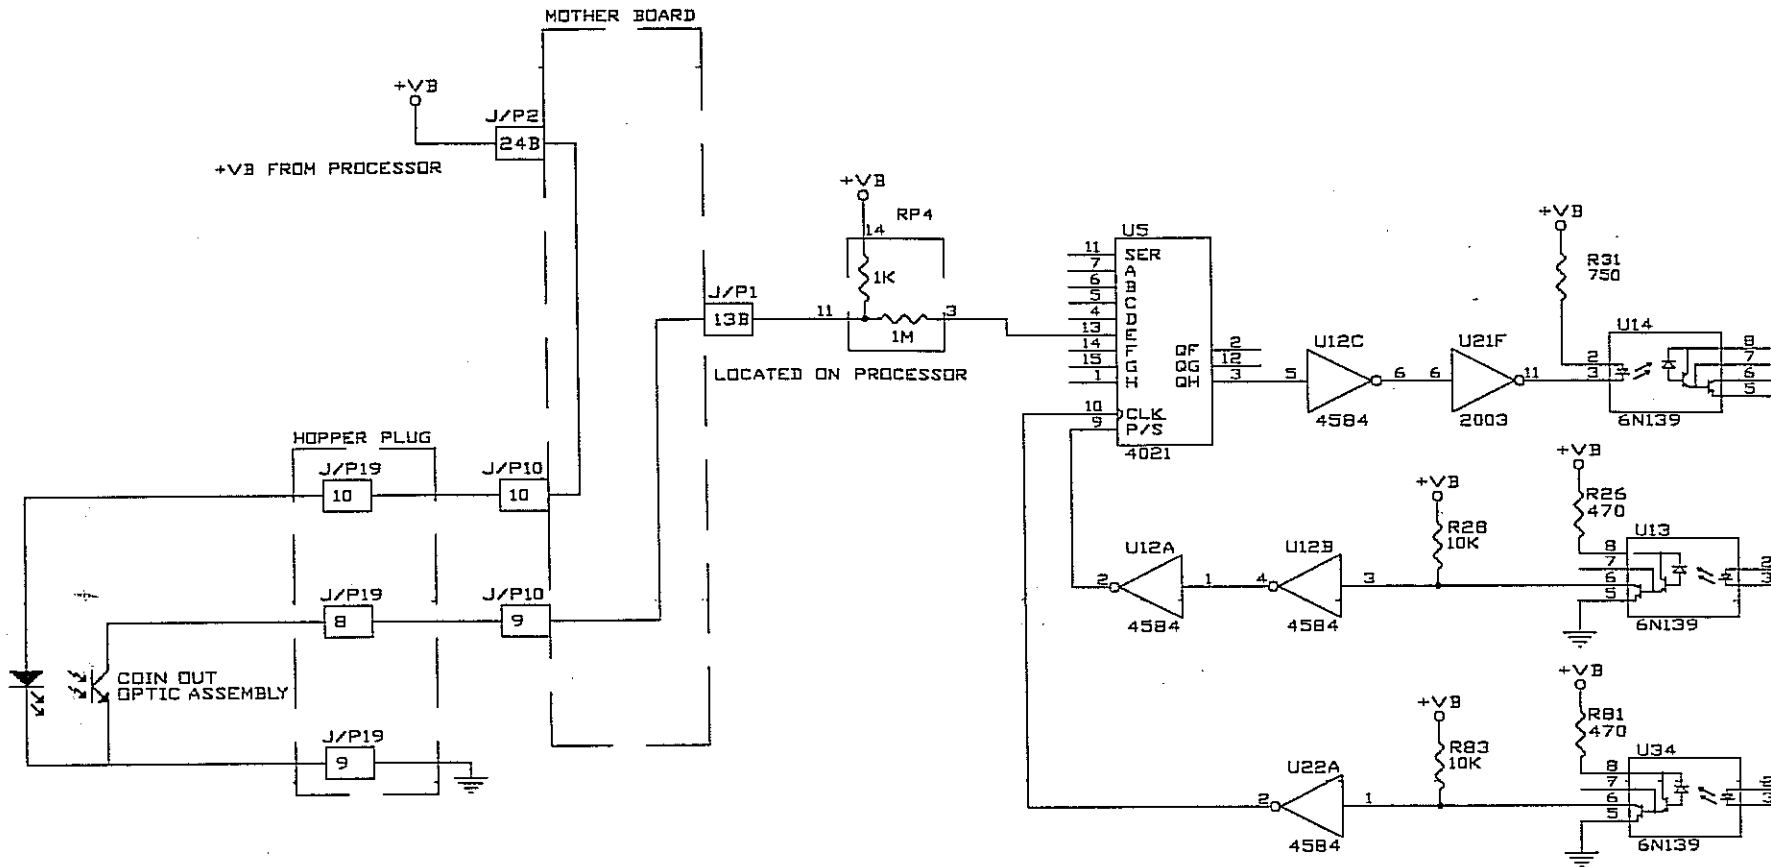 MOTHER BOARD
+VB
J/P2
24B
+VB FROM PROCESSOR
+VB
RP4
14
1K
J/P1
13B
11
3
1M
LOCATED ON PROCESSOR
U5
11 SER
7 A
6 B
5 C
4 D
13 E
14 F
15 G
1 H
QF 2
QG 12
QH 3
10 CLK
9 P/S
4021
U12C
5
6
4584
U21F
6
11
2003
+VB
R31
750
U14
2
3
8
7
6
5
6N139
HOPPER PLUG
J/P19
10
J/P10
10
J/P19
8
J/P10
9
COIN OUT
OPTIC ASSEMBLY
J/P19
9
U12A
2
1
4584
U12B
4
3
4584
+VB
R28
10K
+VB
R26
470
U13
8
7
6
5
2
3
6N139
U22A
2
1
4584
+VB
R83
10K
+VB
R81
470
U34
8
7
6
5
2
3
6N139